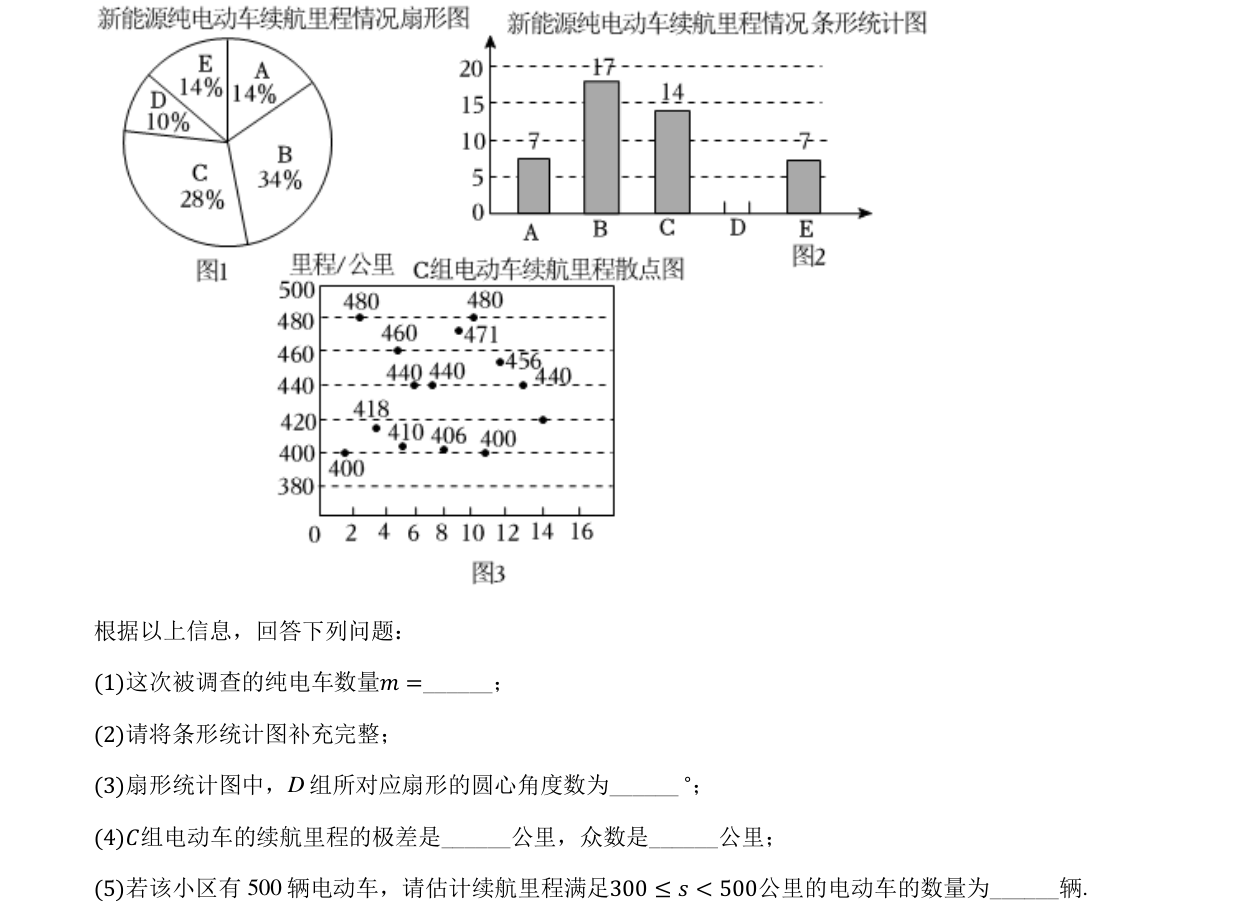 新能源纯电动车续航里程情况扇形图
E
14%
A
14%
D
10%
B
34%
C
28%
图1
新能源纯电动车续航里程情况条形统计图
20
15
10
5
0
7
17
14
7
A
B
C
D
E
图2
里程/公里
C组电动车续航里程散点图
500
480
460
440
420
400
380
480
480
460
471
456
440
440
440
418
410
406
400
400
0
2
4
6
8
10
12
14
16
图3
根据以上信息，回答下列问题：
(1)这次被调查的纯电车数量m =______；
(2)请将条形统计图补充完整；
(3)扇形统计图中，D 组所对应扇形的圆心角度数为______ °；
(4)C组电动车的续航里程的极差是______公里，众数是______公里；
(5)若该小区有 500 辆电动车，请估计续航里程满足300 ≤ s < 500公里的电动车的数量为______辆.